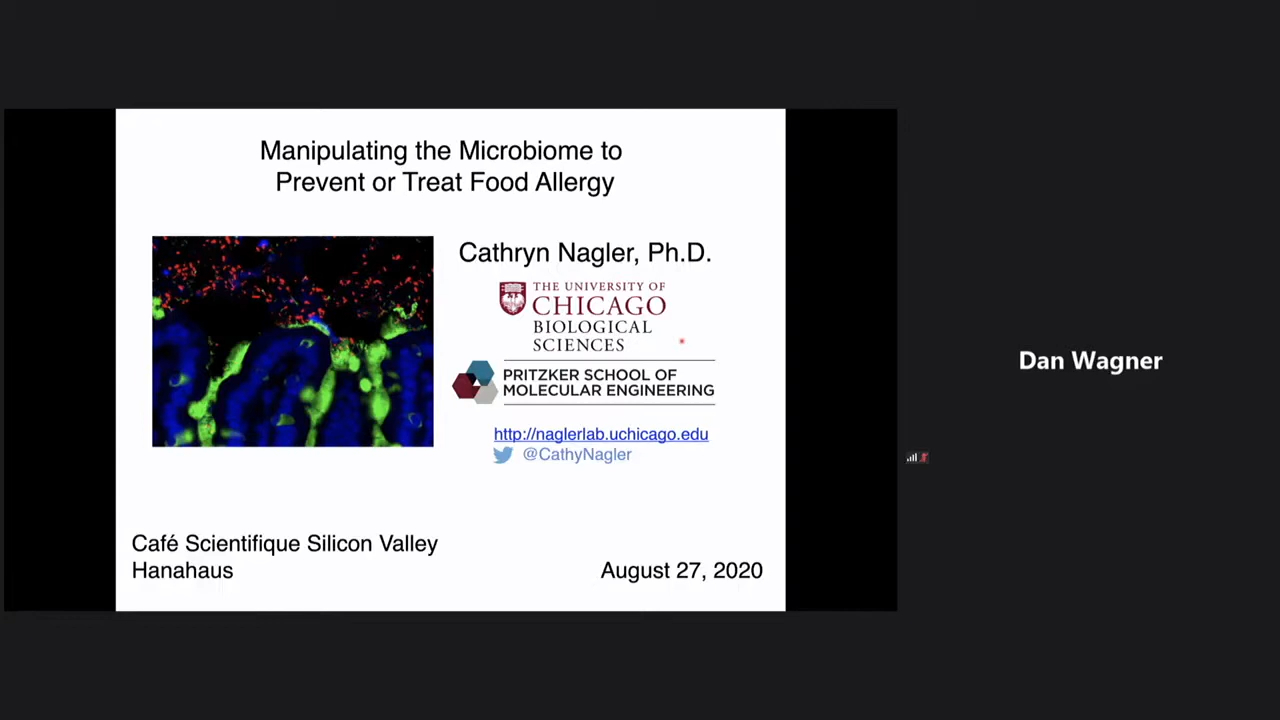 Manipulating the Microbiome to
Prevent or Treat Food Allergy
Cathryn Nagler, Ph.D.
THE UNIVERSITY OF
CHICAGO
BIOLOGICAL
SCIENCES
PRITZKER SCHOOL OF
MOLECULAR ENGINEERING
http://naglerlab.uchicago.edu
@CathyNagler
Café Scientifique Silicon Valley
Hanahaus
August 27, 2020
Dan Wagner